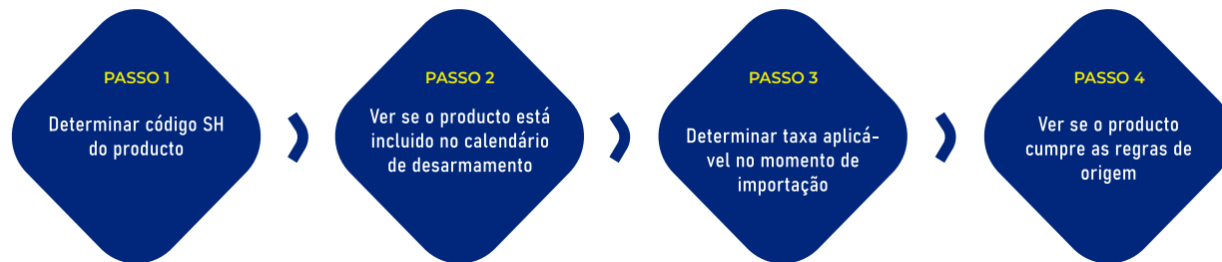 PASSO 1
Determinar código SH
do producto
PASSO 2
Ver se o producto está
incluido no calendário
de desarmamento
PASSO 3
Determinar taxa aplicá-
vel no momento de
importação
PASSO 4
Ver se o producto
cumpre as regras de
origem